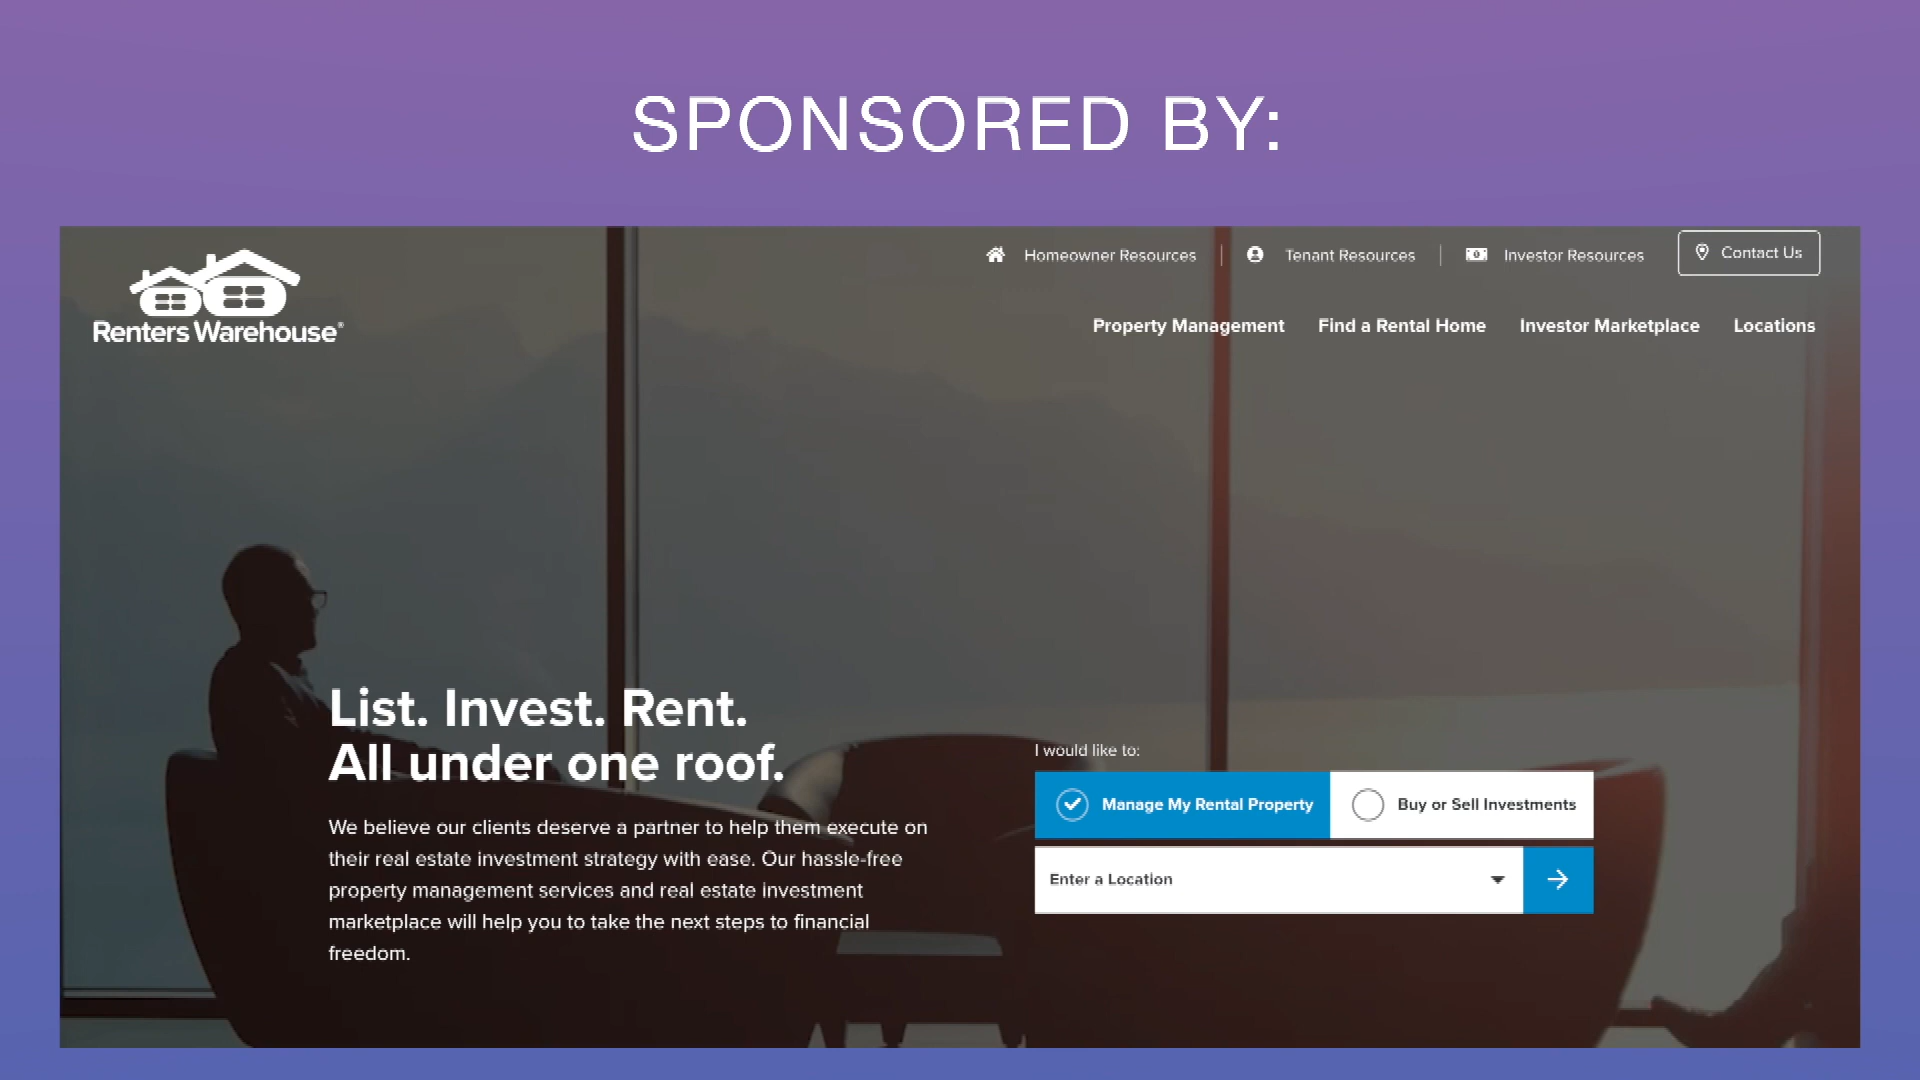 SPONSORED BY:
Renters Warehouse®
Homeowner Resources
Tenant Resources
Investor Resources
Contact Us
Property Management
Find a Rental Home
Investor Marketplace
Locations
List. Invest. Rent.
All under one roof.
We believe our clients deserve a partner to help them execute on
their real estate investment strategy with ease. Our hassle-free
property management services and real estate investment
marketplace will help you to take the next steps to financial
freedom.
I would like to:
Manage My Rental Property
Buy or Sell Investments
Enter a Location